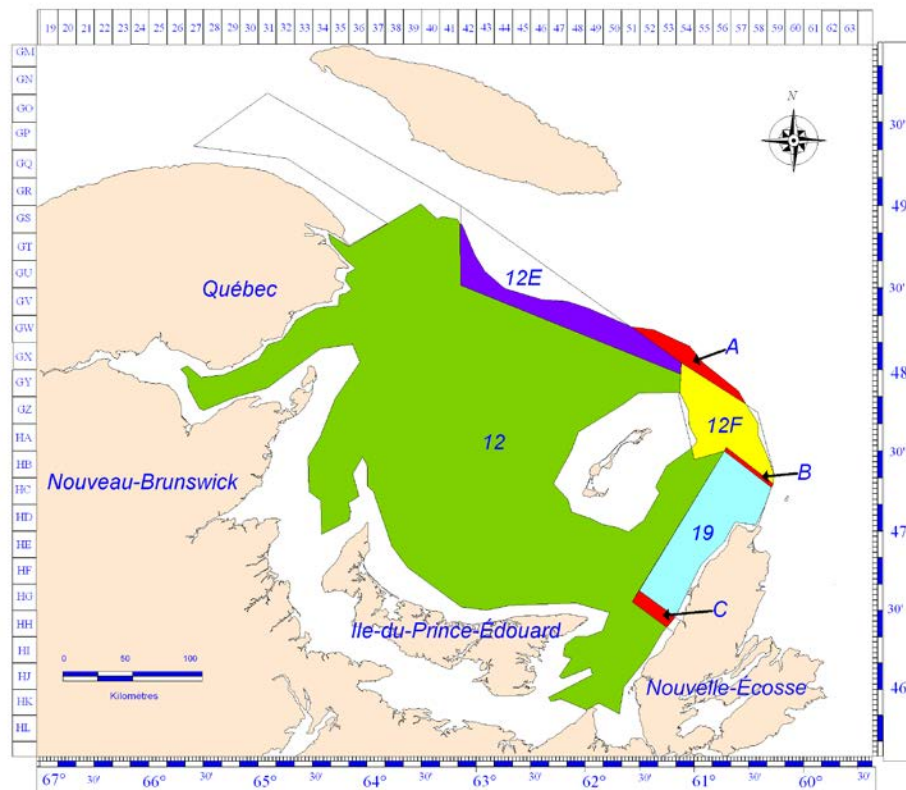 19 20 21 22 23 24 25 26 27 28 29 30 31 32 33 34 35 36 37 38 39 40 41 42 43 44 45 46 47 48 49 50 51 52 53 54 55 56 57 58 59 60 61 62 63
GM
GN
GO
GP
GQ
GR
GS
GT
GU
GV
GW
GX
GY
GZ
HA
HB
HC
HD
HE
HF
HG
HH
HI
HJ
HK
HL
N
30'
49
30'
48
30'
47
30'
46
Québec
12E
A
12F
12
B
Nouveau-Brunswick
19
C
Ile-du-Prince-Édouard
Nouvelle-Écosse
0 50 100
Kilometres
67° 30' 66° 30' 65° 30' 64° 30' 63° 30' 62° 30' 61° 30' 60° 30'